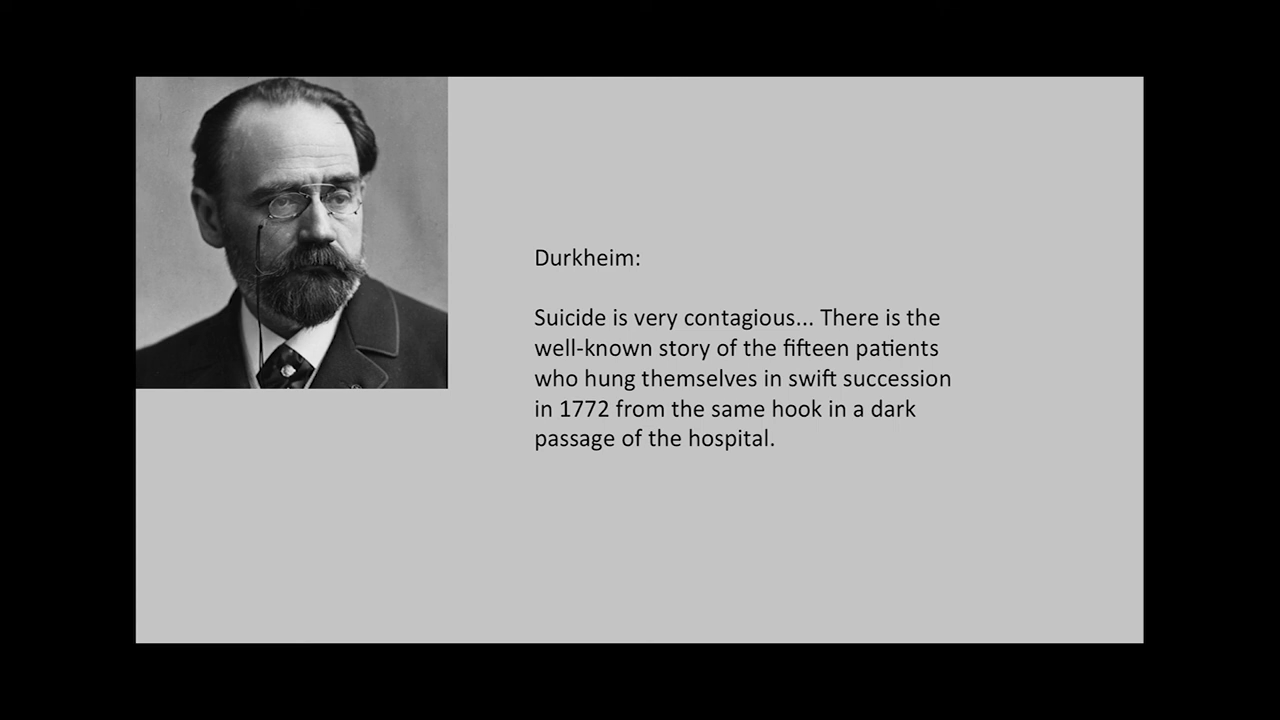 Durkheim:
Suicide is very contagious... There is the
well-known story of the fifteen patients
who hung themselves in swift succession
in 1772 from the same hook in a dark
passage of the hospital.